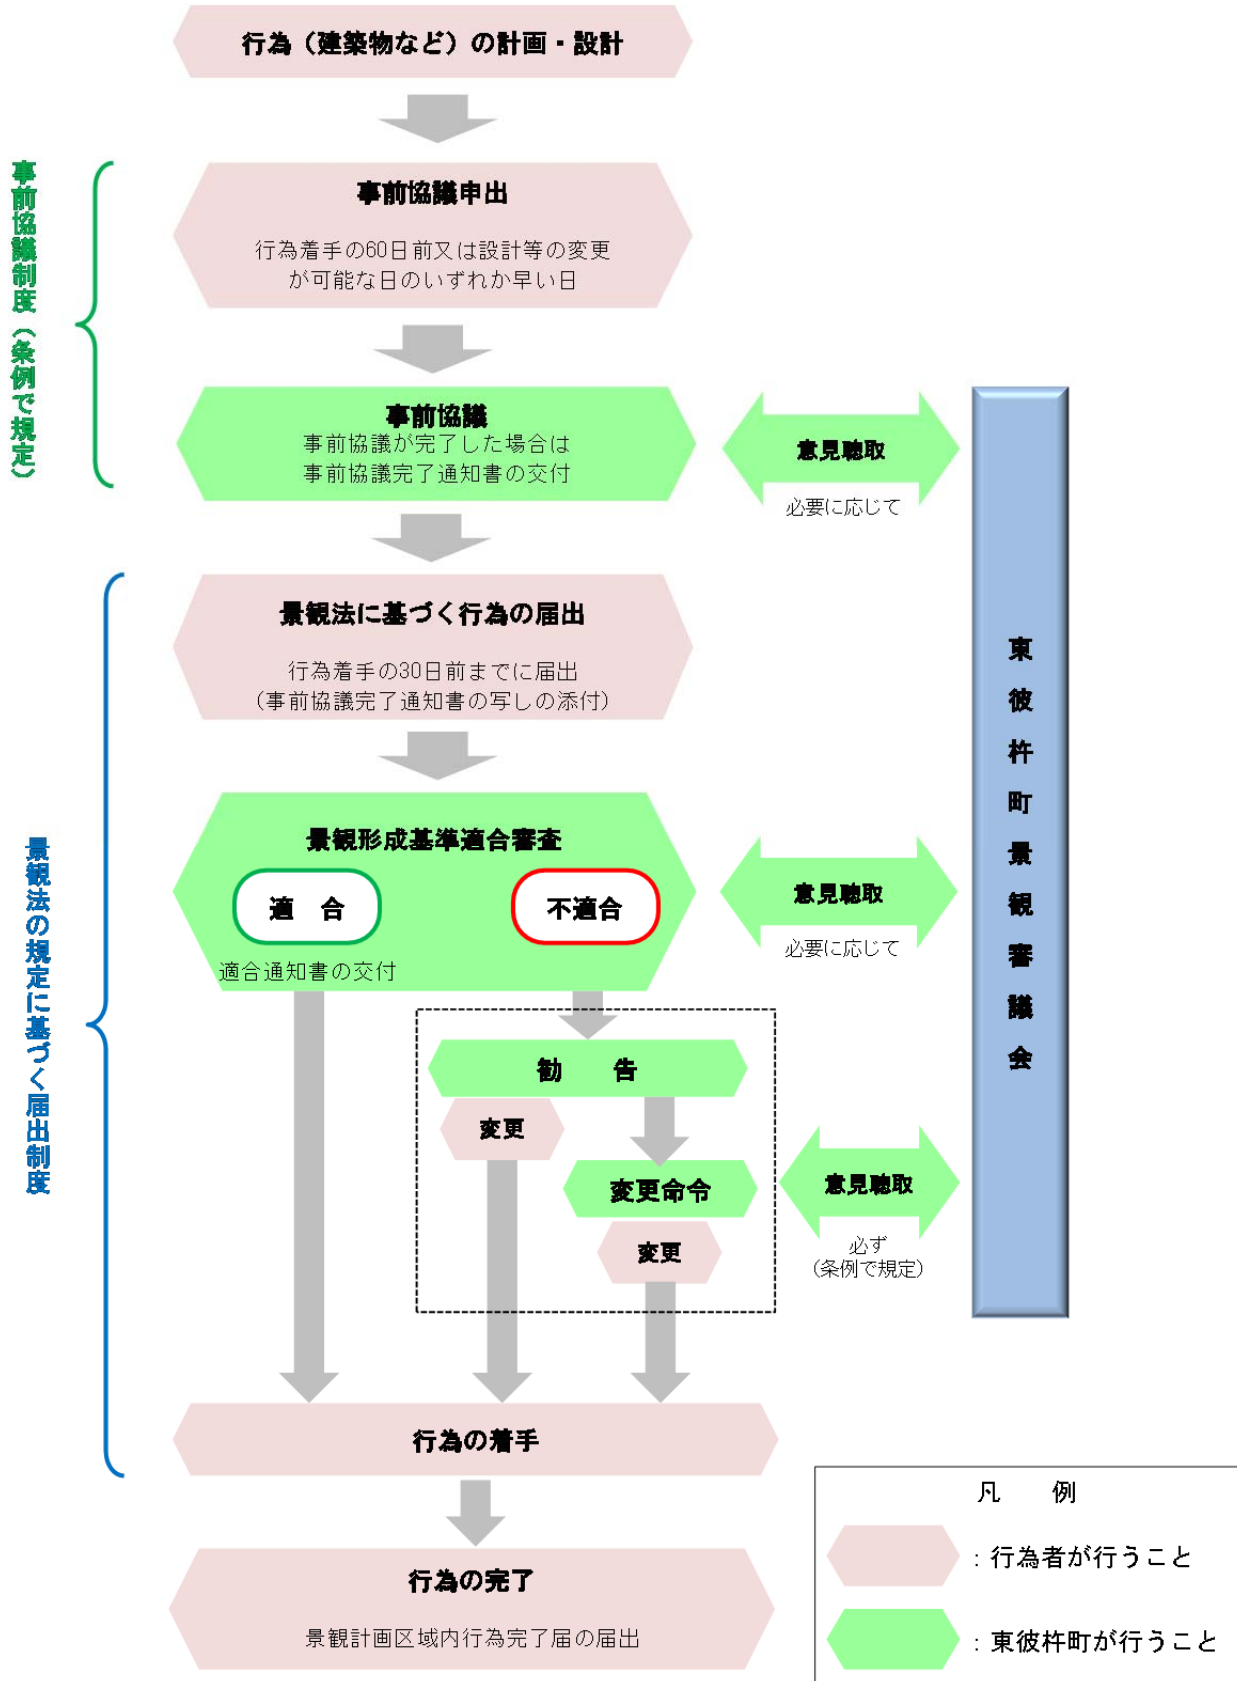 行為（建築物など）の計画・設計
事前協議制度（条例で規定）
事前協議申出
行為着手の60日前又は設計等の変更
が可能な日のいずれか早い日
事前協議
事前協議が完了した場合は
事前協議完了通知書の交付
意見聴取
必要に応じて
東彼杵町景観審議会
景観法の規定に基づく届出制度
景観法に基づく行為の届出
行為着手の30日前までに届出
（事前協議完了通知書の写しの添付）
景観形成基準適合審査
適　合
不適合
適合通知書の交付
意見聴取
必要に応じて
勧　　告
変更
変更命令
変更
意見聴取
必ず
（条例で規定）
行為の着手
行為の完了
景観計画区域内行為完了届の届出
凡　　例
：行為者が行うこと
：東彼杵町が行うこと